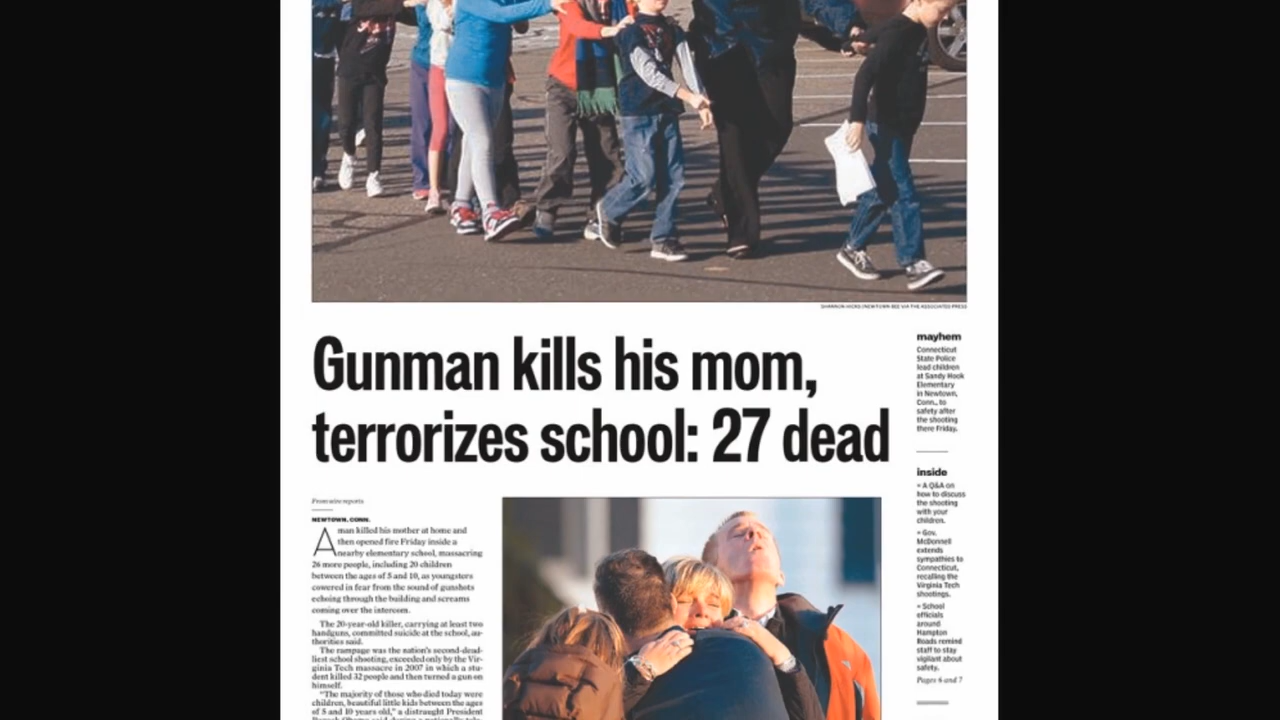 SHANNON HICKS/NEWTOWN BEE VIA THE ASSOCIATED PRESS
Gunman kills his mom,
terrorizes school: 27 dead
mayhem
Connecticut
State Police
lead children
at Sandy Hook
Elementary
in Newtown,
Conn., to
safety after
the shooting
there Friday.
inside
» A Q&A on
how to discuss
the shooting
with your
children.
» Gov.
McDonnell
extends
sympathies to
Connecticut,
recalling the
Virginia Tech
shootings.
» School
officials
around
Hampton
Roads remind
staff to stay
vigilant about
safety.
Pages 6 and 7
From wire reports
NEWTOWN, CONN.
A man killed his mother at home and
then opened fire Friday inside a
nearby elementary school, massacring
26 more people, including 20 children
between the ages of 5 and 10, as youngsters
covered in fear from the sound of gunshots
echoing through the building and screams
coming over the intercom.
The 20-year-old killer, carrying at least two
handguns, committed suicide at the school, au-
thorities said.
The rampage was the nation's second-dead-
liest school shooting, exceeded only by the Vir-
ginia Tech massacre in 2007 in which a stu-
dent killed 32 people and then turned a gun on
himself.
"The majority of those who died today were
children, beautiful little kids between the ages
of 5 and 10 years old," a distraught President